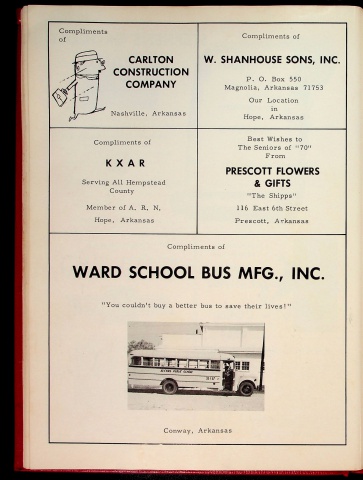 Compliments
of
CARLTON
CONSTRUCTION
COMPANY
Nashville, Arkansas
Compliments of
W. SHANHOUSE SONS, INC.
P. O. Box 550
Magnolia, Arkansas 71753
Our Location
in
Hope, Arkansas
Compliments of
KXAR
Serving All Hempstead
County
Member of A. R. N.
Hope, Arkansas
Best Wishes to
The Seniors of "70"
From
PRESCOTT FLOWERS
& GIFTS
"The Shipps"
116 East 6th Street
Prescott, Arkansas
Compliments of
WARD SCHOOL BUS MFG., INC.
"You couldn't buy a better bus to save their lives!"
Conway, Arkansas